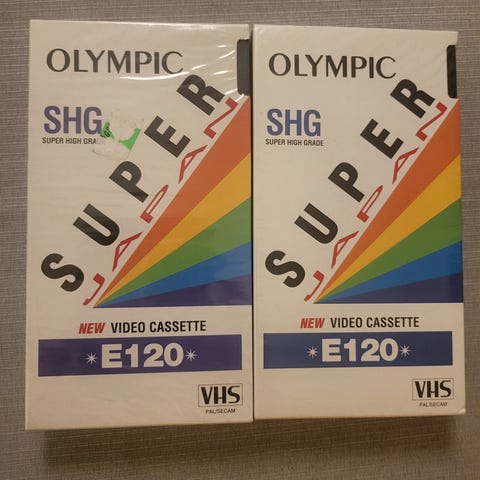 OLYMPIC
SHG
SUPER HIGH GRADE
SUPER
JAPAN
NEW VIDEO CASSETTE
*E120*
VHS
PAL/SECAM
OLYMPIC
SHG
SUPER HIGH GRADE
SUPER
JAPAN
NEW VIDEO CASSETTE
*E120*
VHS
PAL/SECAM